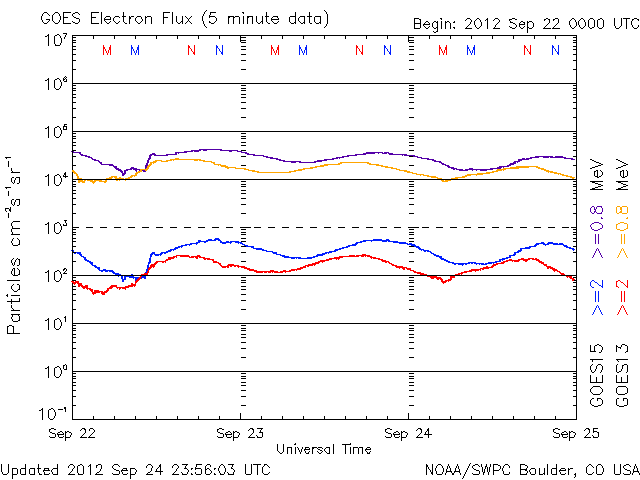 GOES Electron Flux (5 minute data)
Begin: 2012 Sep 22 0000 UTC
10⁷
M M N N M M N N M M N N
10⁶
10⁵
10⁴
10³
10²
10¹
10⁰
10⁻¹
Particles cm⁻²s⁻¹sr⁻¹
Sep 22 Sep 23 Sep 24 Sep 25
Universal Time
GOES15 >=2 >=0.8 MeV
GOES13 >=2 >=0.8 MeV
Updated 2012 Sep 24 23:56:03 UTC
NOAA/SWPC Boulder, CO USA